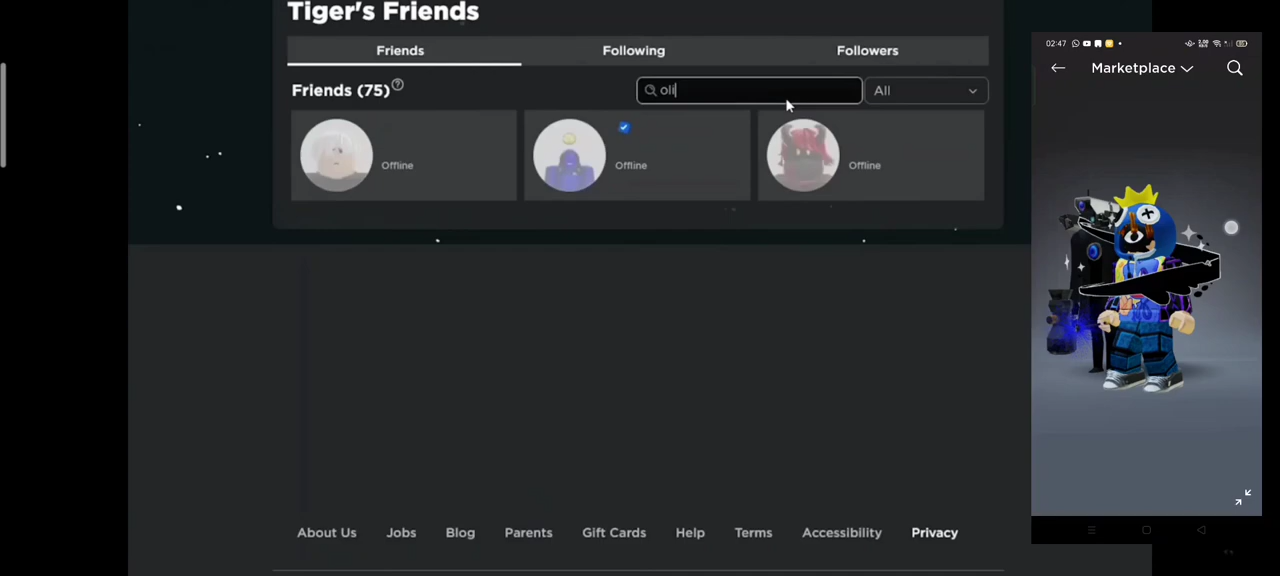 Tiger's Friends
Friends Following Followers
Friends (75) ?
oli All
Offline Offline Offline
About Us Jobs Blog Parents Gift Cards Help Terms Accessibility Privacy
02:47
Marketplace